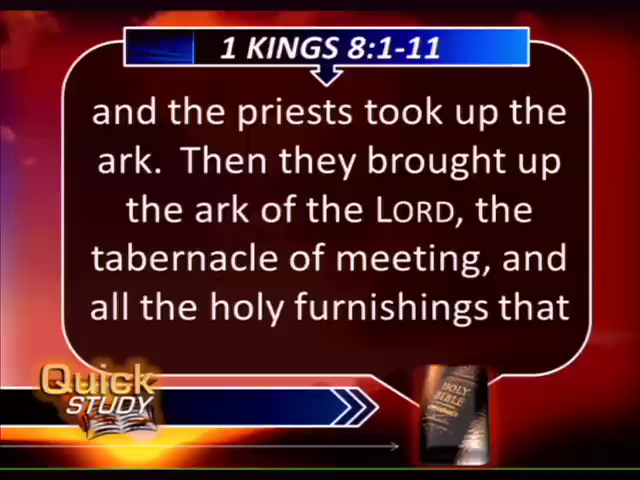 1 KINGS 8:1-11
and the priests took up the
ark.  Then they brought up
the ark of the LORD, the
tabernacle of meeting, and
all the holy furnishings that
Quick
STUDY
HOLY
BIBLE